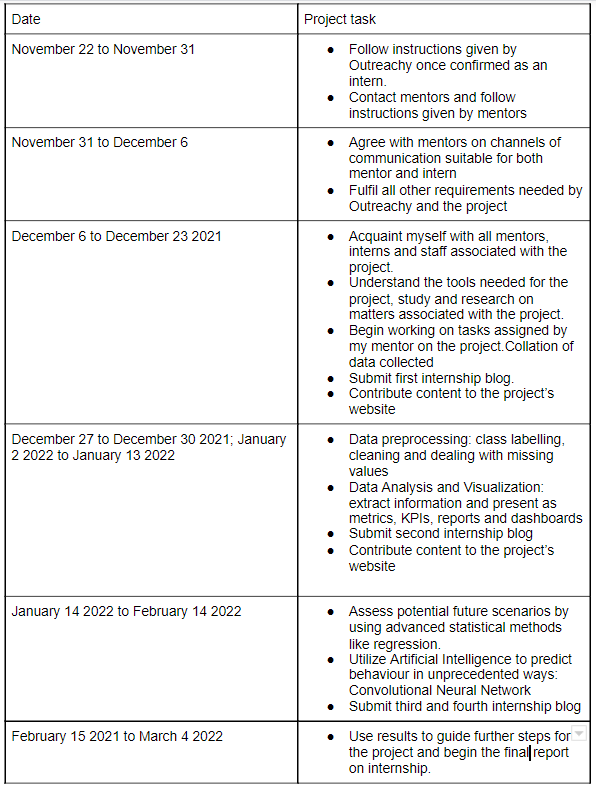 Date
Project task
November 22 to November 31
● Follow instructions given by
Outreachy once confirmed as an
intern.
● Contact mentors and follow
instructions given by mentors
November 31 to December 6
● Agree with mentors on channels of
communication suitable for both
mentor and intern
● Fulfil all other requirements needed by
Outreachy and the project
December 6 to December 23 2021
● Acquaint myself with all mentors,
interns and staff associated with the
project.
● Understand the tools needed for the
project, study and research on
matters associated with the project.
● Begin working on tasks assigned by
my mentor on the project.Collation of
data collected
● Submit first internship blog.
● Contribute content to the project's
website
December 27 to December 30 2021; January
2 2022 to January 13 2022
● Data preprocessing: class labelling,
cleaning and dealing with missing
values
● Data Analysis and Visualization:
extract information and present as
metrics, KPIs, reports and dashboards
● Submit second internship blog
● Contribute content to the project's
website
January 14 2022 to February 14 2022
● Assess potential future scenarios by
using advanced statistical methods
like regression.
● Utilize Artificial Intelligence to predict
behaviour in unprecedented ways:
Convolutional Neural Network
● Submit third and fourth internship blog
February 15 2021 to March 4 2022
● Use results to guide further steps for
the project and begin the final report
on internship.